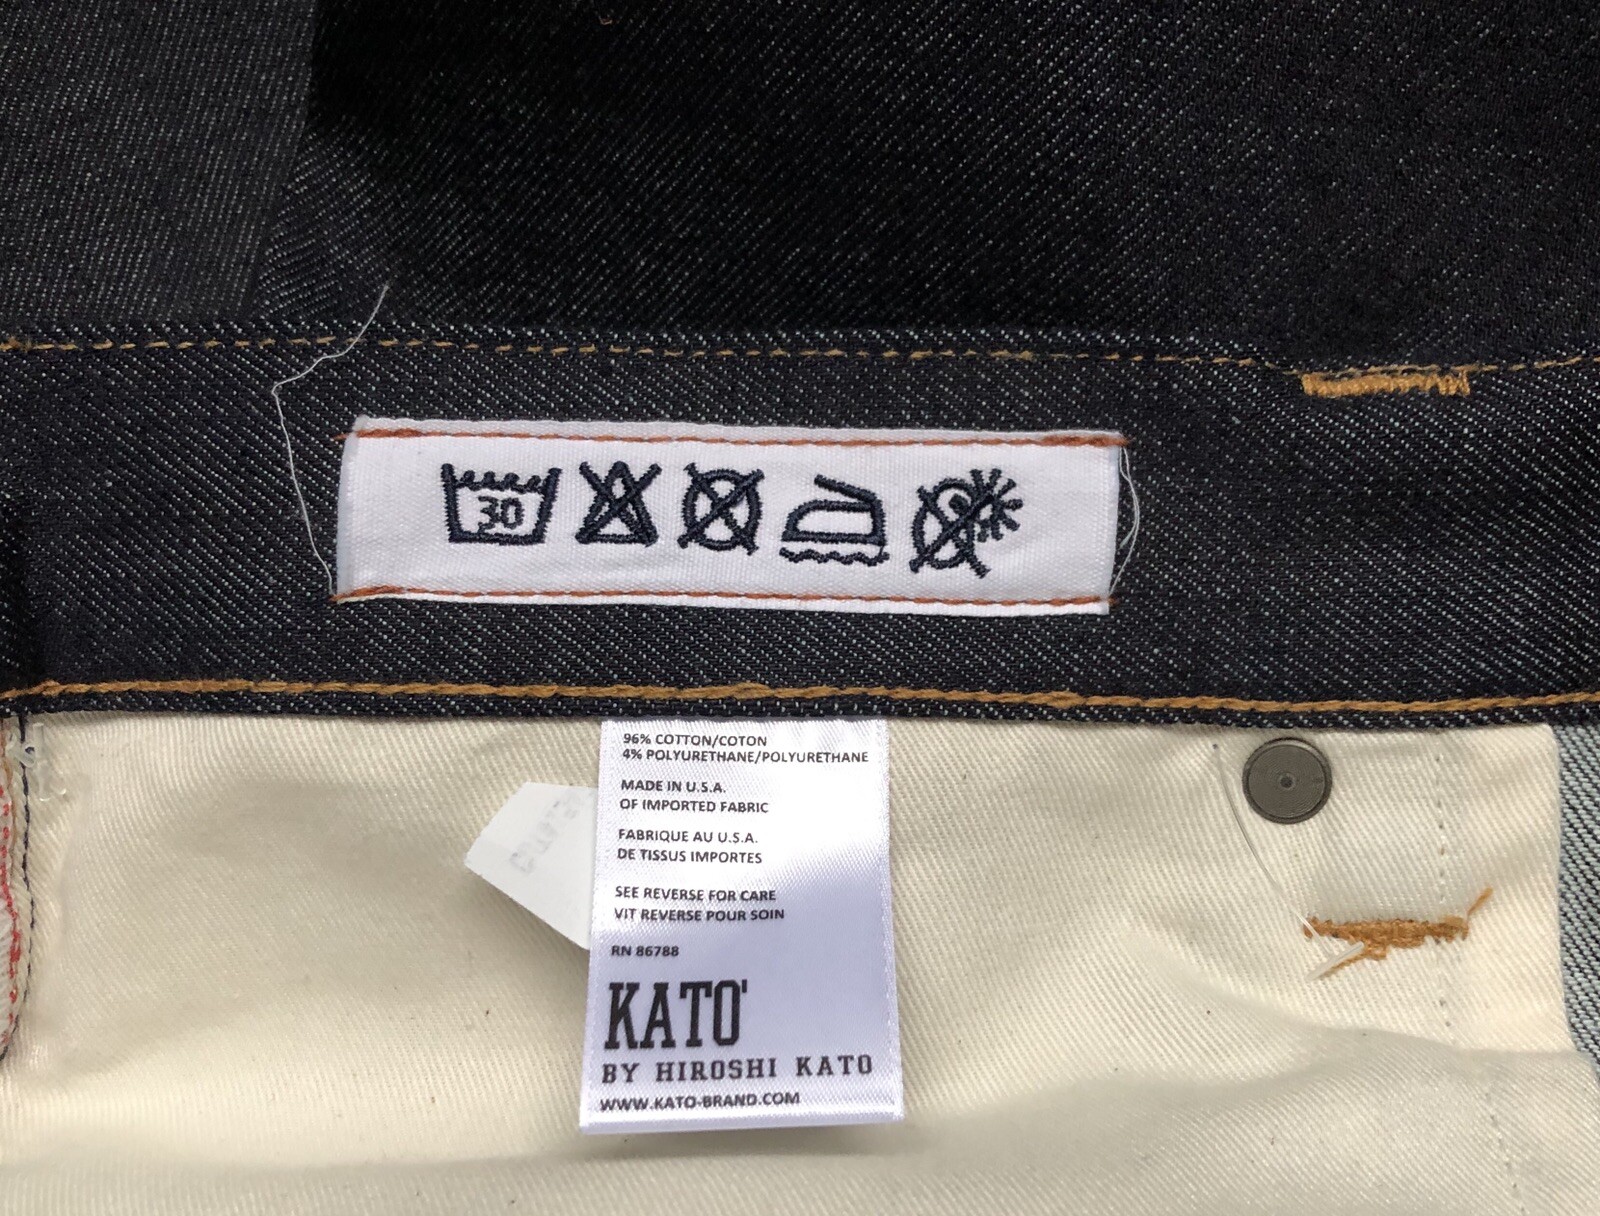 30
96% COTTON/COTON
4% POLYURETHANE/POLYURETHANE
MADE IN U.S.A.
OF IMPORTED FABRIC
FABRIQUE AU U.S.A.
DE TISSUS IMPORTES
SEE REVERSE FOR CARE
VIT REVERSE POUR SOIN
RN 86788
KATO'
BY HIROSHI KATO
WWW.KATO-BRAND.COM